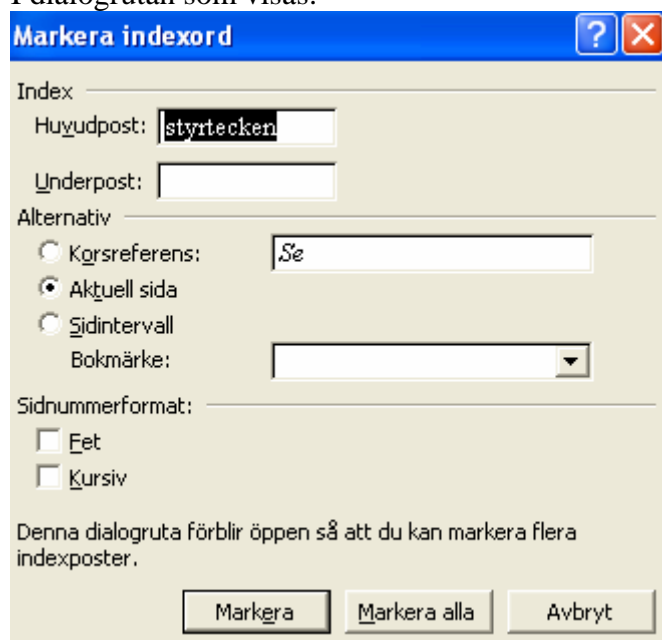 I dialogrutan som visas:
Markera indexord
Index
Huvudpost: styrtecken
Underpost:
Alternativ
Korsreferens: Se
Aktuell sida
Sidintervall
Bokmärke:
Sidnummerformat:
Fet
Kursiv
Denna dialogruta förblir öppen så att du kan markera flera
indexposter.
Markera Markera alla Avbryt